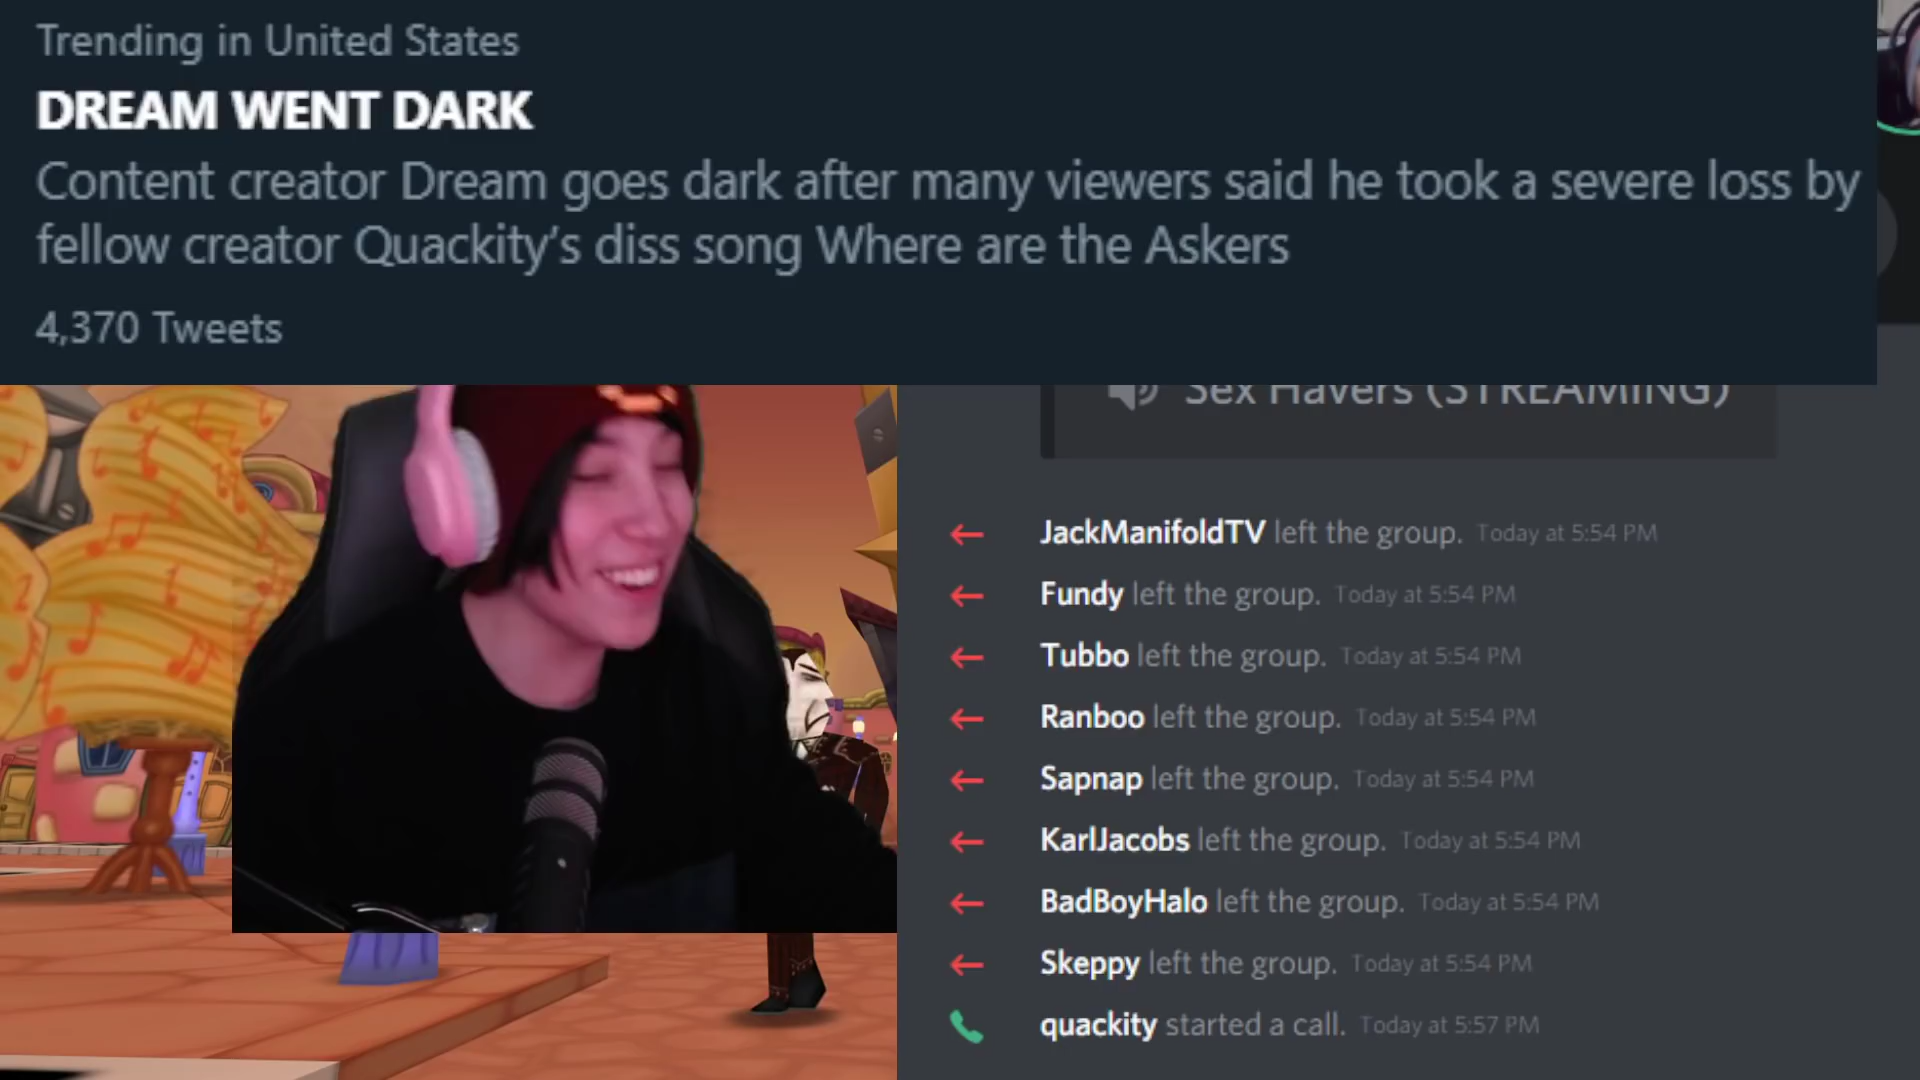 Trending in United States
DREAM WENT DARK
Content creator Dream goes dark after many viewers said he took a severe loss by
fellow creator Quackity's diss song Where are the Askers
4,370 Tweets
Sex Havers (STREAMING)
JackManifoldTV left the group. Today at 5:54 PM
Fundy left the group. Today at 5:54 PM
Tubbo left the group. Today at 5:54 PM
Ranboo left the group. Today at 5:54 PM
Sapnap left the group. Today at 5:54 PM
KarlJacobs left the group. Today at 5:54 PM
BadBoyHalo left the group. Today at 5:54 PM
Skeppy left the group. Today at 5:54 PM
quackity started a call. Today at 5:57 PM